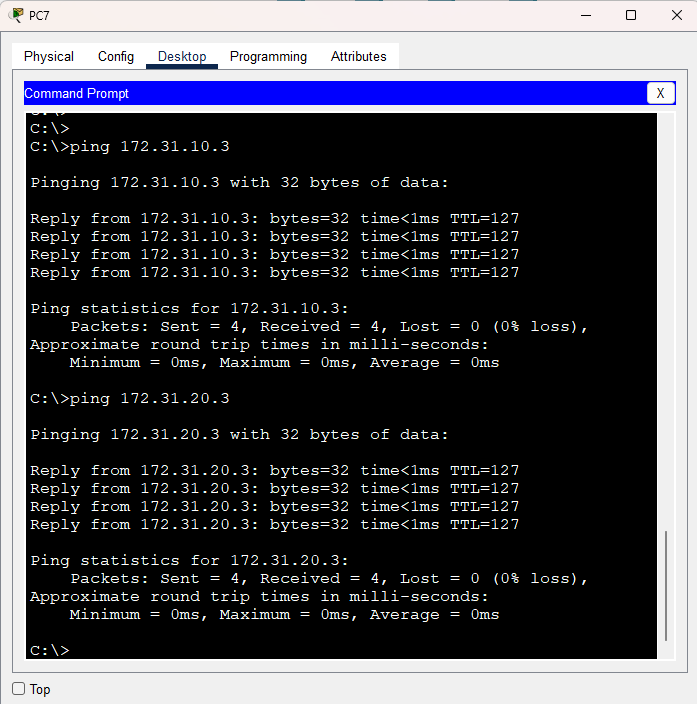 PC7
Physical Config Desktop Programming Attributes
Command Prompt X
C:\>
C:\>ping 172.31.10.3
Pinging 172.31.10.3 with 32 bytes of data:
Reply from 172.31.10.3: bytes=32 time<1ms TTL=127
Reply from 172.31.10.3: bytes=32 time<1ms TTL=127
Reply from 172.31.10.3: bytes=32 time<1ms TTL=127
Reply from 172.31.10.3: bytes=32 time<1ms TTL=127
Ping statistics for 172.31.10.3:
Packets: Sent = 4, Received = 4, Lost = 0 (0% loss),
Approximate round trip times in milli-seconds:
Minimum = 0ms, Maximum = 0ms, Average = 0ms
C:\>ping 172.31.20.3
Pinging 172.31.20.3 with 32 bytes of data:
Reply from 172.31.20.3: bytes=32 time<1ms TTL=127
Reply from 172.31.20.3: bytes=32 time<1ms TTL=127
Reply from 172.31.20.3: bytes=32 time<1ms TTL=127
Reply from 172.31.20.3: bytes=32 time<1ms TTL=127
Ping statistics for 172.31.20.3:
Packets: Sent = 4, Received = 4, Lost = 0 (0% loss),
Approximate round trip times in milli-seconds:
Minimum = 0ms, Maximum = 0ms, Average = 0ms
C:\>
Top